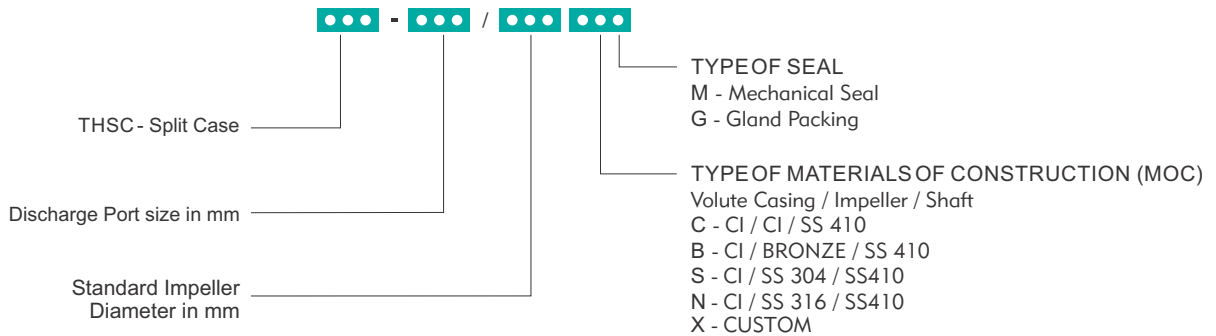 - /
TYPE OF SEAL
M - Mechanical Seal
G - Gland Packing
THSC - Split Case
TYPE OF MATERIALS OF CONSTRUCTION (MOC)
Volute Casing / Impeller / Shaft
C - CI / CI / SS 410
B - CI / BRONZE / SS 410
S - CI / SS 304 / SS410
N - CI / SS 316 / SS410
X - CUSTOM
Discharge Port size in mm
Standard Impeller
Diameter in mm